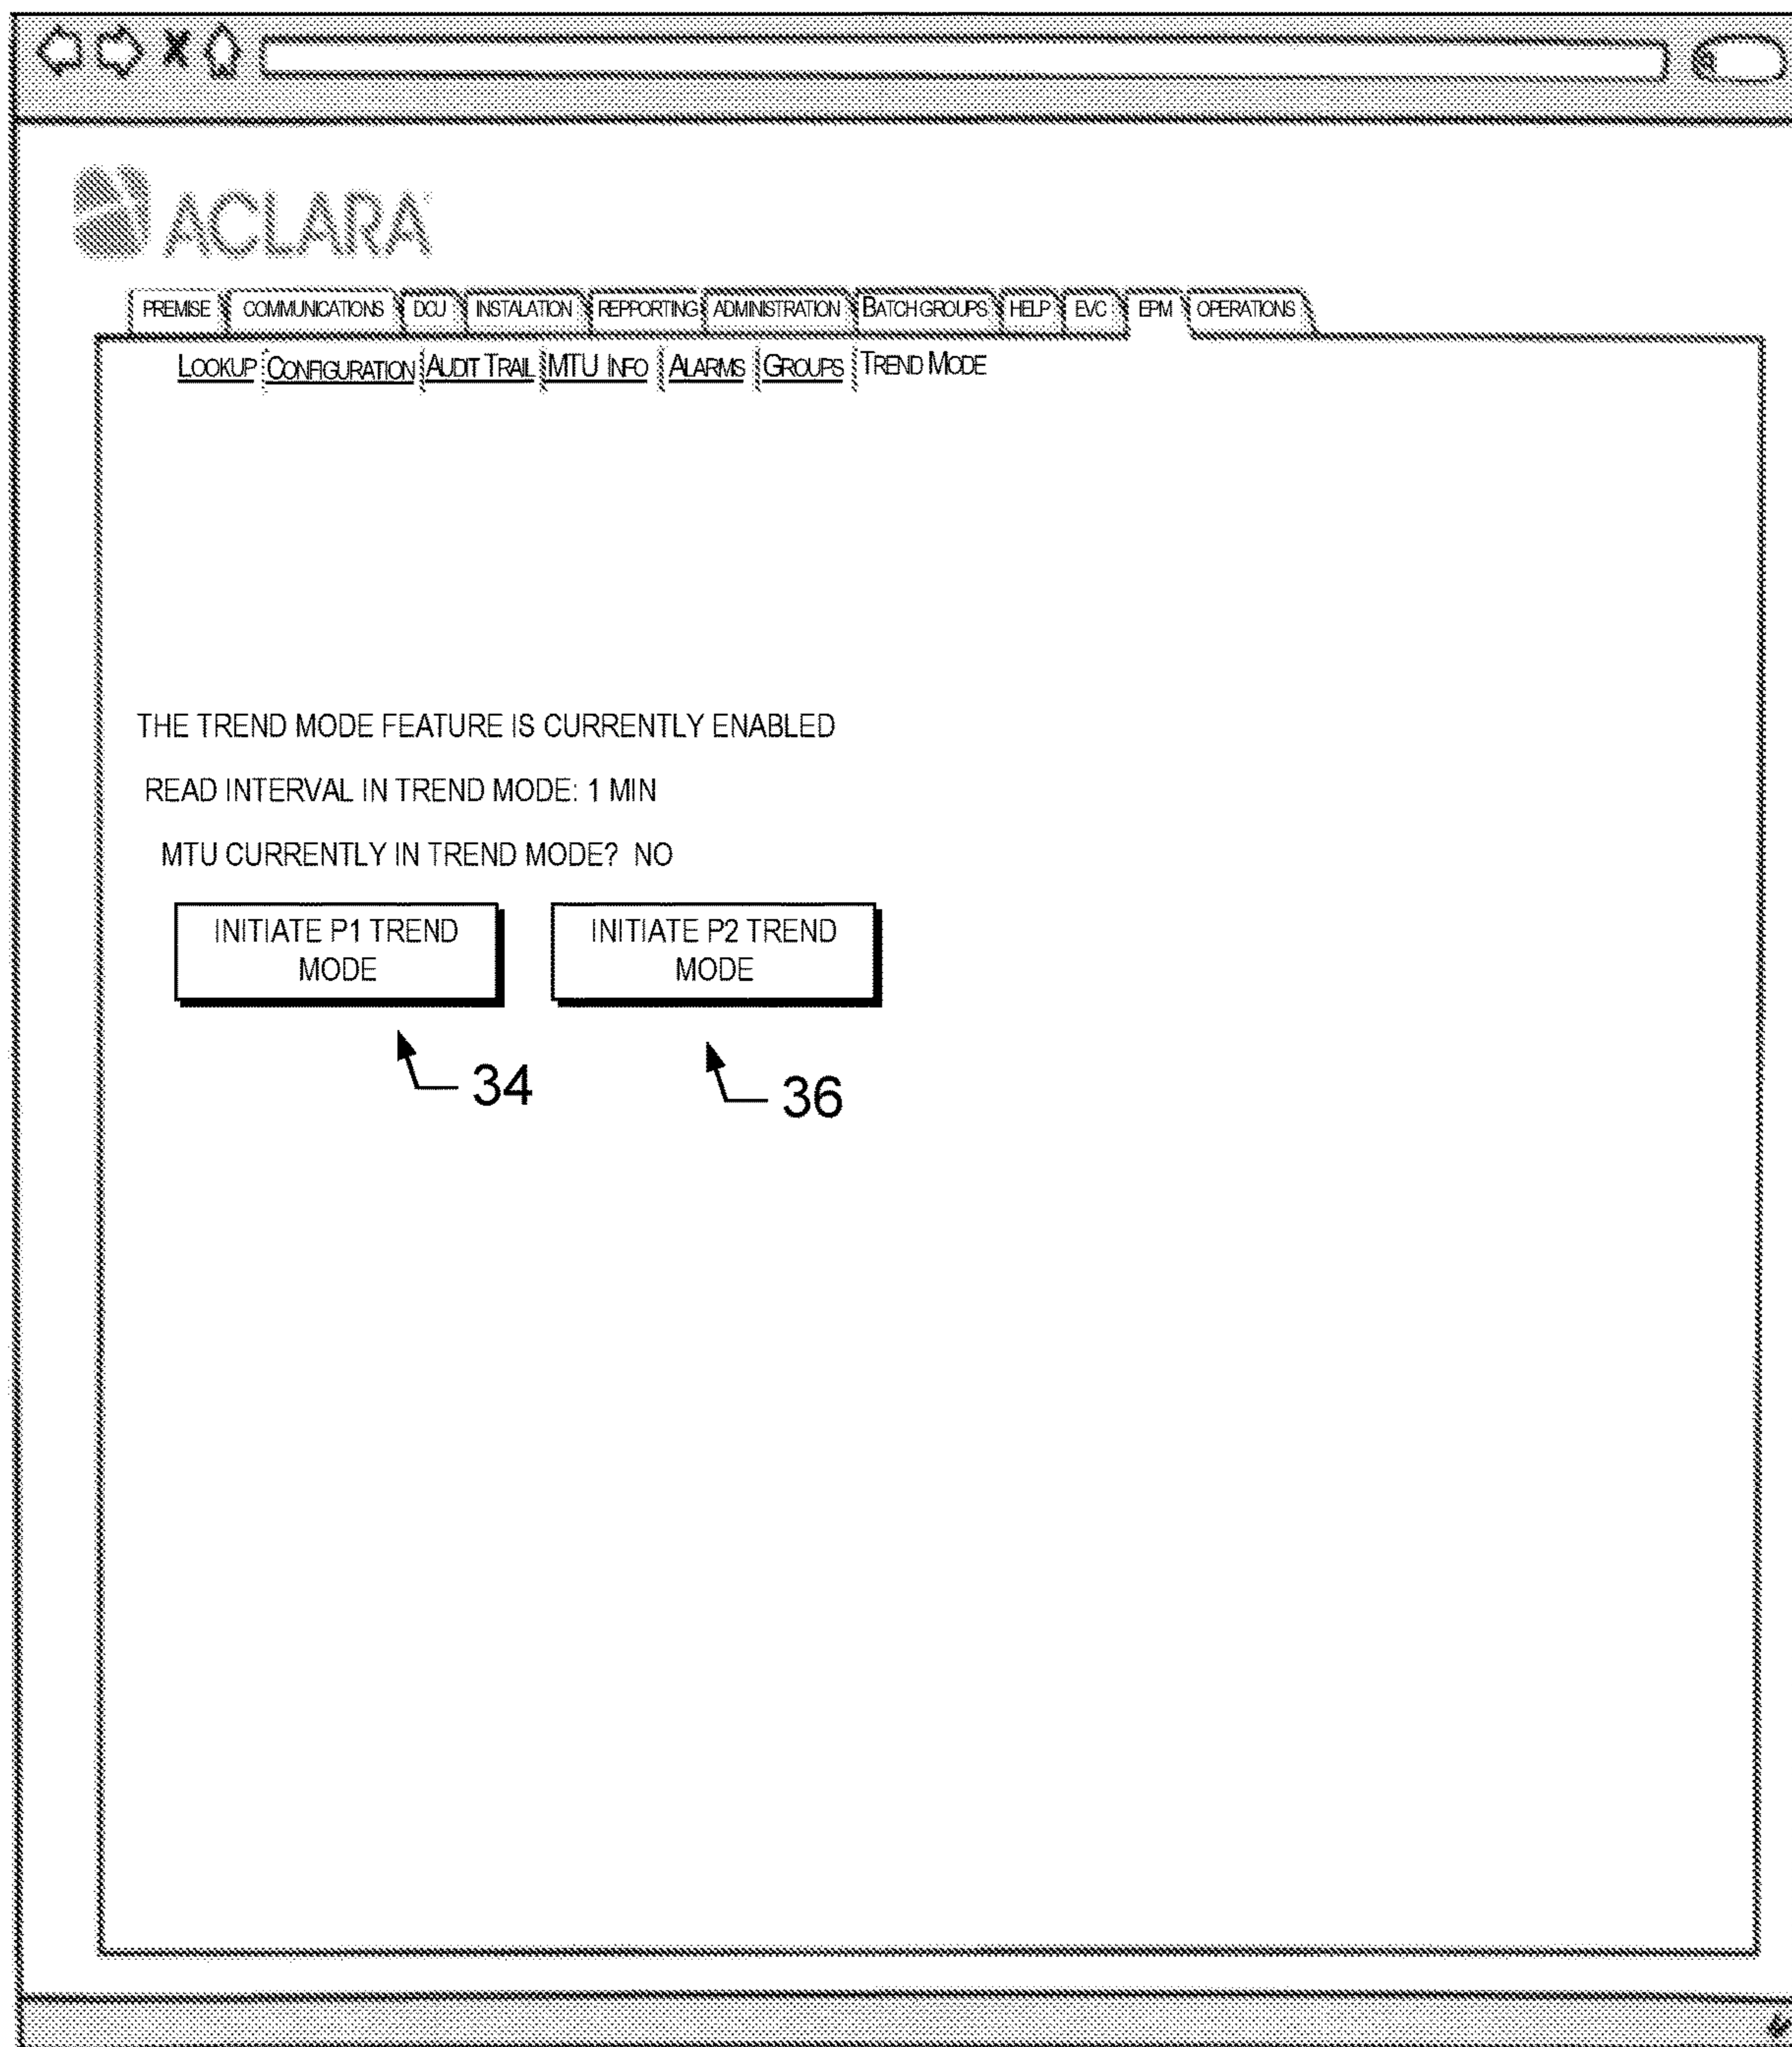 ACLARA
PREMISE COMMUNICATIONS DCU INSTALATION REPPORTING ADMINISTRATION BATCH GROUPS HELP EVC EPM OPERATIONS
LOOKUP CONFIGURATION AUDIT TRAIL MTU INFO ALARMS GROUPS TREND MODE
THE TREND MODE FEATURE IS CURRENTLY ENABLED
READ INTERVAL IN TREND MODE: 1 MIN
MTU CURRENTLY IN TREND MODE? NO
INITIATE P1 TREND
MODE
INITIATE P2 TREND
MODE
34
36